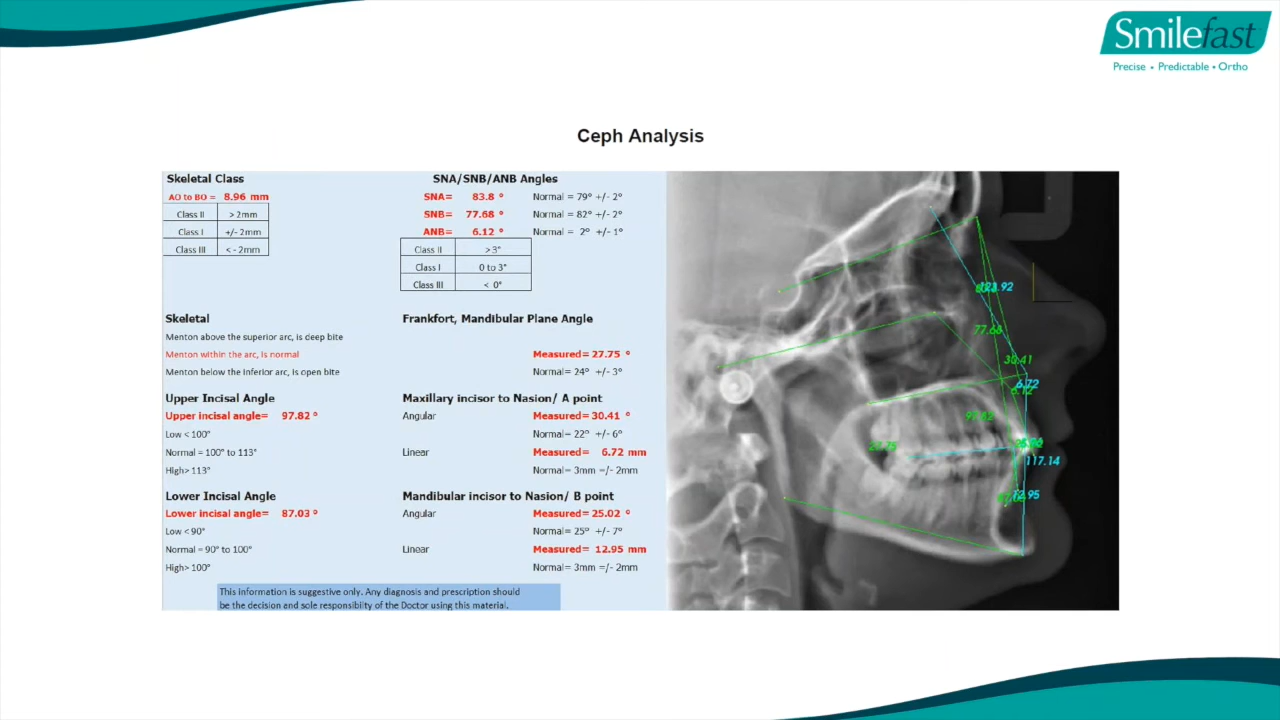 Smilefast
Precise • Predictable • Ortho
Ceph Analysis
Skeletal Class
AO to BO = 8.96 mm
Class II > 2mm
Class I +/- 2mm
Class III < - 2mm
SNA/SNB/ANB Angles
SNA= 83.8 ° Normal = 79° +/- 2°
SNB= 77.68 ° Normal = 82° +/- 2°
ANB= 6.12 ° Normal = 2° +/- 1°
Class II > 3°
Class I 0 to 3°
Class III < 0°
Skeletal
Menton above the superior arc, is deep bite
Menton within the arc, is normal
Menton below the inferior arc, is open bite
Frankfort, Mandibular Plane Angle
Measured= 27.75 °
Normal= 24° +/- 3°
Upper Incisal Angle
Upper incisal angle= 97.82 °
Low < 100°
Normal = 100° to 113°
High> 113°
Maxillary incisor to Nasion/ A point
Angular Measured= 30.41 °
Normal= 22° +/- 6°
Linear Measured= 6.72 mm
Normal= 3mm =/- 2mm
Lower Incisal Angle
Lower incisal angle= 87.03 °
Low < 90°
Normal = 90° to 100°
High> 100°
Mandibular incisor to Nasion/ B point
Angular Measured= 25.02 °
Normal= 25° +/- 7°
Linear Measured= 12.95 mm
Normal= 3mm =/- 2mm
This information is suggestive only. Any diagnosis and prescription should
be the decision and sole responsibility of the Doctor using this material.
77.68
30.41
6.72
6.12
97.82
27.75
117.14
12.95